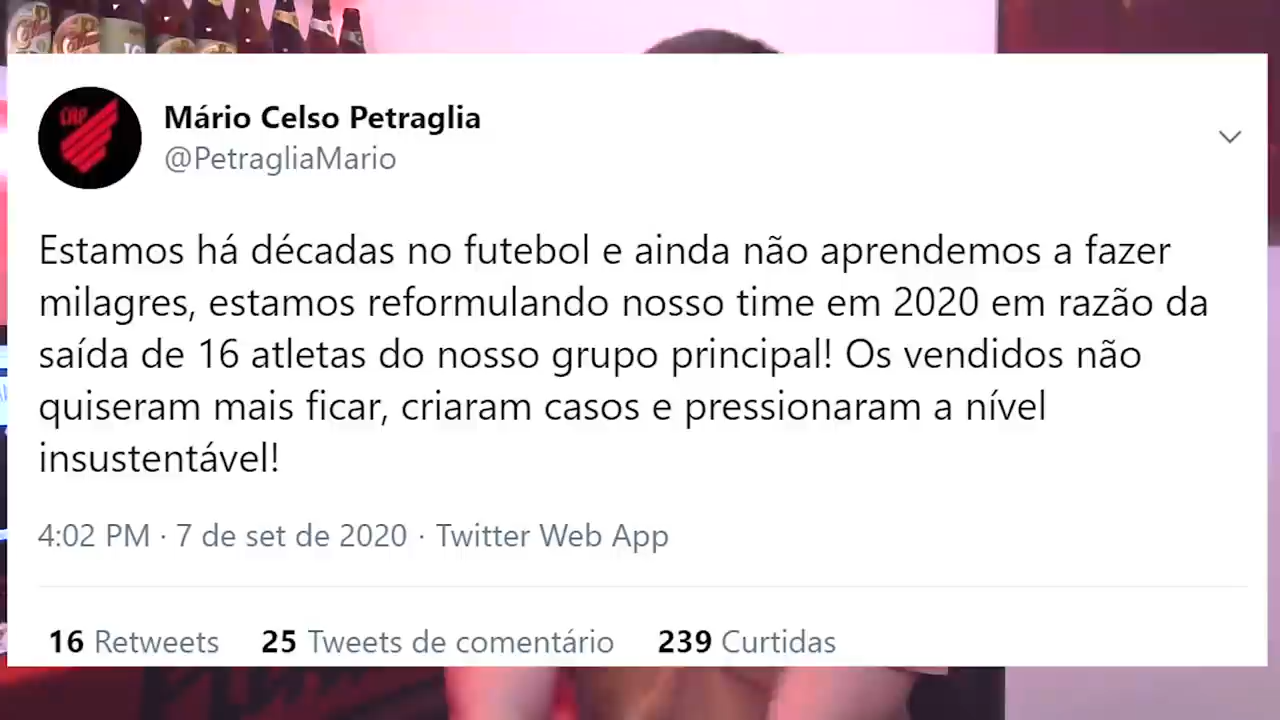 CAP
Mário Celso Petraglia
@PetragliaMario
Estamos há décadas no futebol e ainda não aprendemos a fazer
milagres, estamos reformulando nosso time em 2020 em razão da
saída de 16 atletas do nosso grupo principal! Os vendidos não
quiseram mais ficar, criaram casos e pressionaram a nível
insustentável!
4:02 PM · 7 de set de 2020 · Twitter Web App
16 Retweets 25 Tweets de comentário 239 Curtidas